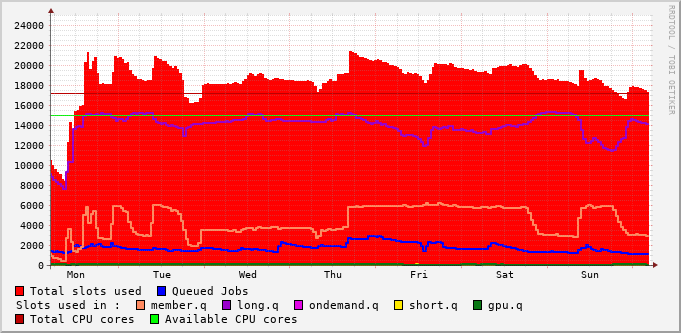 24000
22000
20000
18000
16000
14000
12000
10000
8000
6000
4000
2000
0
Mon Tue Wed Thu Fri Sat Sun
RRDTOOL / TOBI OETIKER
Total slots used Queued Jobs
Slots used in : member.q long.q ondemand.q short.q gpu.q
Total CPU cores Available CPU cores